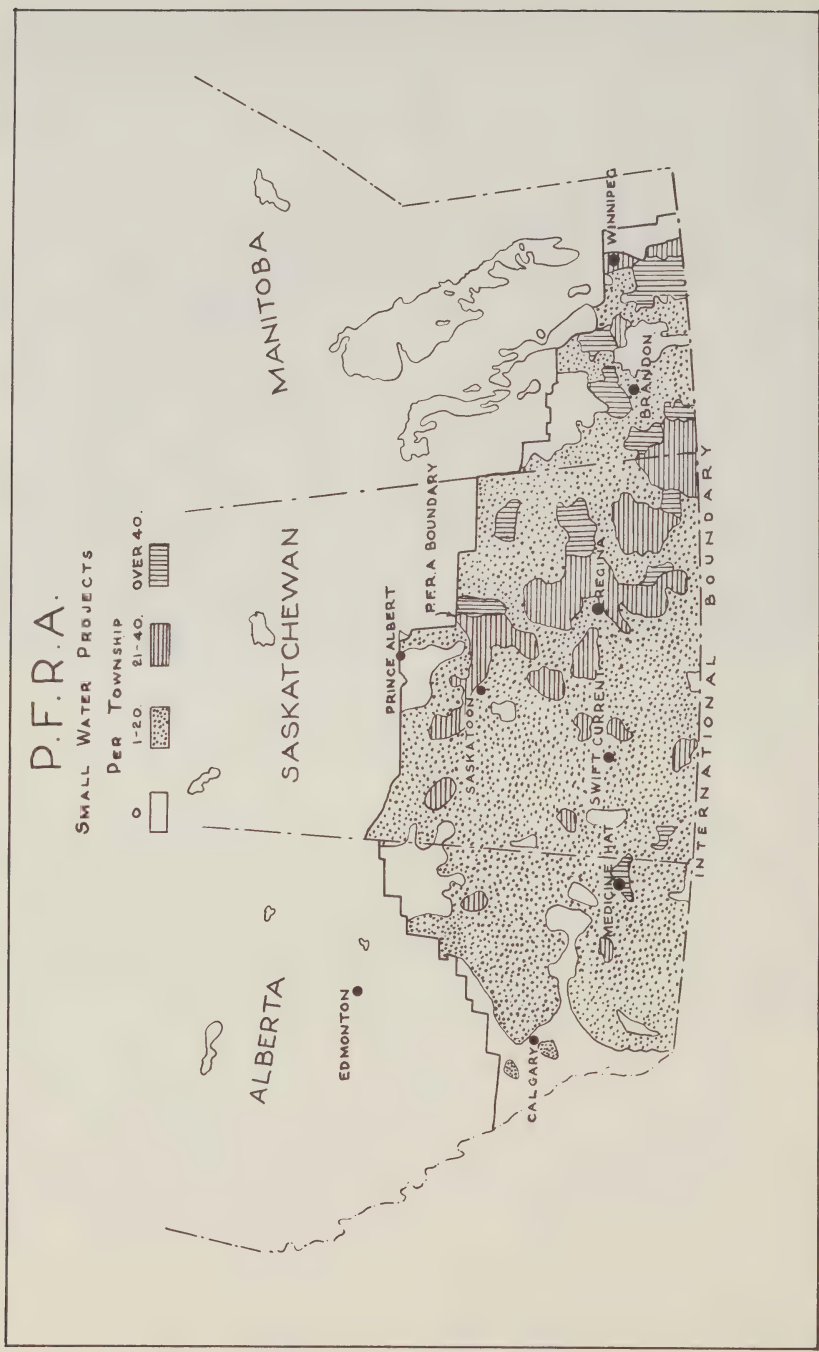 P.F.R.A.
SMALL WATER PROJECTS
PER TOWNSHIP
0 1-20. 21-40. OVER 40.
ALBERTA
SASKATCHEWAN
MANITOBA
EDMONTON
PRINCE ALBERT
P.F.R.A BOUNDARY
CALGARY
SASKATOON
MEDICINE HAT
SWIFT CURRENT
REGINA
BRANDON
WINNIPEG
INTERNATIONAL BOUNDARY